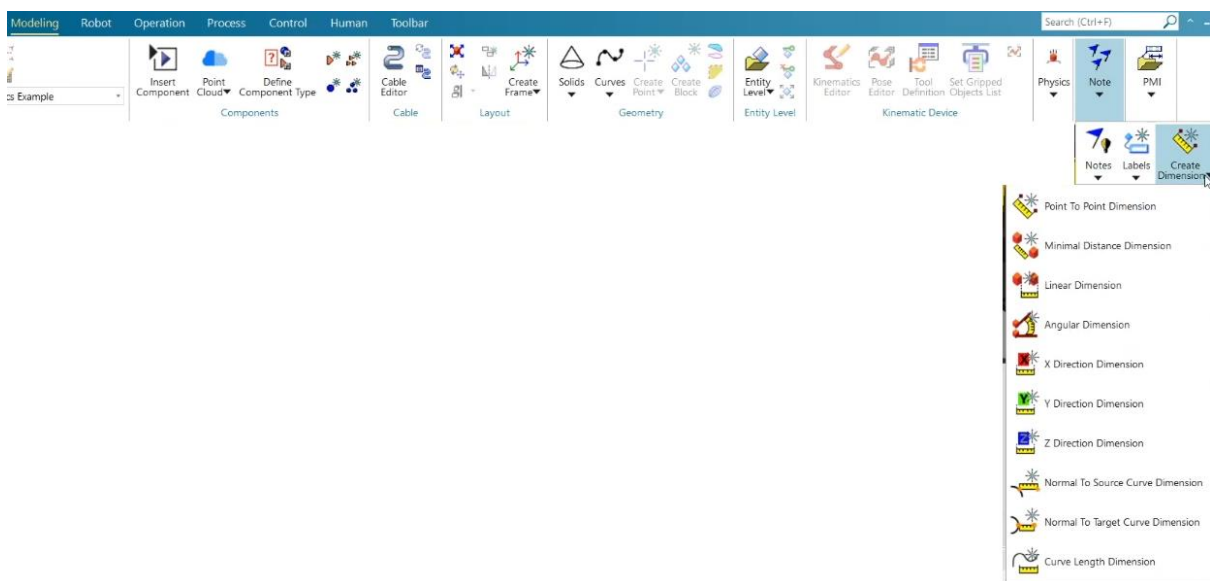 Modeling Robot Operation Process Control Human Toolbar Search (Ctrl+F)
Insert Component Point Cloud Define Component Type Cable Editor Create Frame Solids Curves Create Point Create Block Entity Level Kinematics Editor Pose Editor Tool Definition Set Gripped Objects List Physics Note PMI
cs Example
Components Cable Layout Geometry Entity Level Kinematic Device
Notes Labels Create Dimension
Point To Point Dimension
Minimal Distance Dimension
Linear Dimension
Angular Dimension
X Direction Dimension
Y Direction Dimension
Z Direction Dimension
Normal To Source Curve Dimension
Normal To Target Curve Dimension
Curve Length Dimension